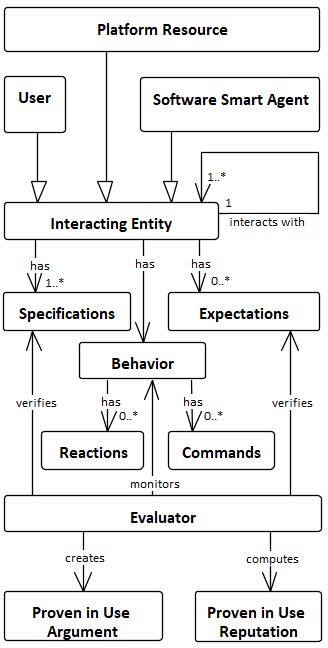 Platform Resource
User
Software Smart Agent
1..*
1
Interacting Entity
interacts with
has
has
has
1..*
0..*
Specifications
Expectations
Behavior
verifies
has
has
verifies
0..*
0..*
Reactions
Commands
monitors
Evaluator
creates
computes
Proven in Use
Argument
Proven in Use
Reputation